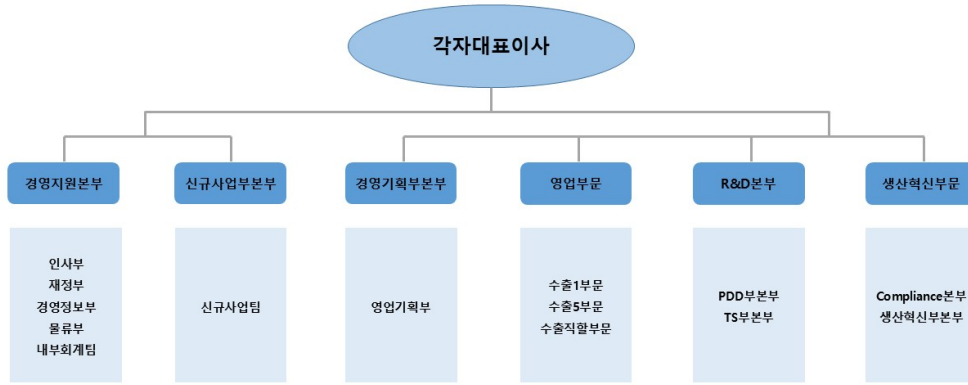 각자대표이사
경영지원본부
신규사업부본부
경영기획부본부
영업부문
R&D본부
생산혁신부문
인사부
재정부
경영정보부
물류부
내부회계팀
신규사업팀
영업기획부
수출1부문
수출5부문
수출직할부문
PDD부본부
TS부본부
Compliance본부
생산혁신부본부